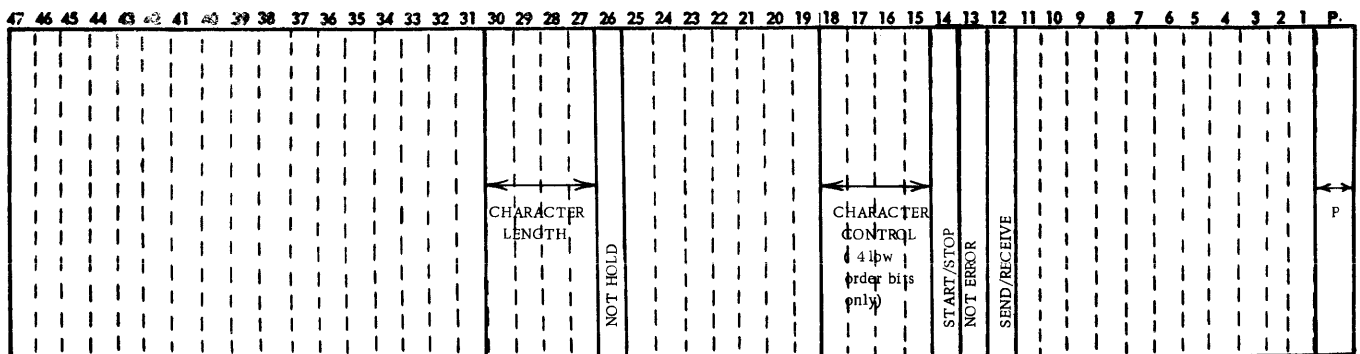 47 46 45 44 43 42 41 40 39 38 37 36 35 34 33 32 31 30 29 28 27 26 25 24 23 22 21 20 19 18 17 16 15 14 13 12 11 10 9 8 7 6 5 4 3 2 1 P.
CHARACTER
LENGTH
NOT HOLD
CHARACTER
CONTROL
( 4 low
order bits
only)
START/STOP
NOT ERROR
SEND/RECEIVE
P